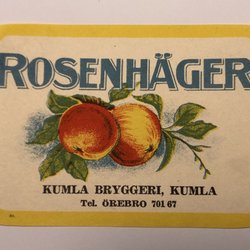 ROSENHÄGER
KUMLA BRYGGERI, KUMLA
Tel. ÖREBRO 701 67